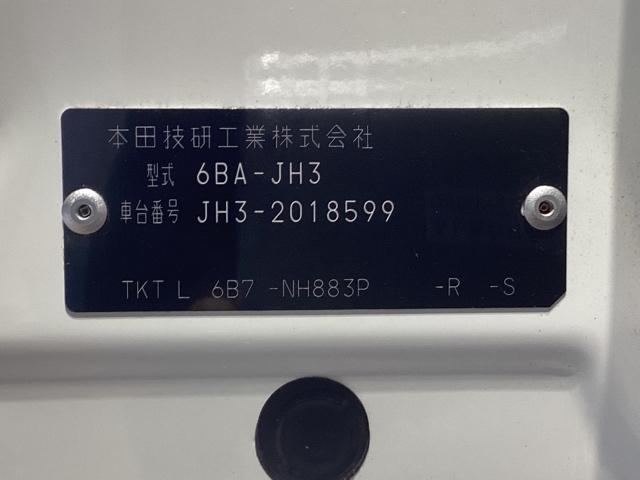 本田技研工業株式会社
型式 6BA-JH3
車台番号 JH3-2018599
TKT L 6B7 -NH883P -R -S